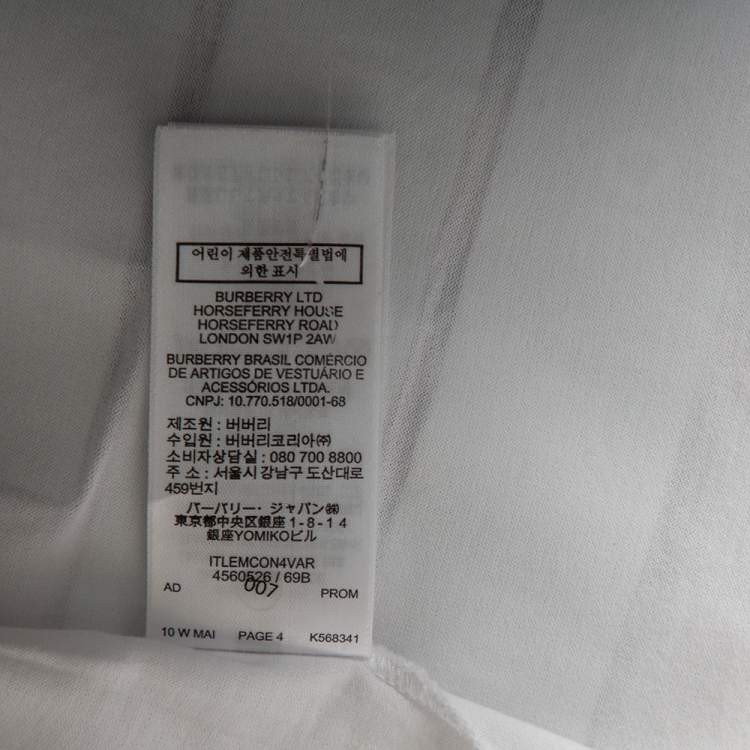 어린이 제품안전특별법에
의한 표시
BURBERRY LTD
HORSEFERRY HOUSE
HORSEFERRY ROAD
LONDON SW1P 2AW
BURBERRY BRASIL COMÉRCIO
DE ARTIGOS DE VESTUÁRIO E
ACESSÓRIOS LTDA.
CNPJ: 10.770.518/0001-68
제조원 : 버버리
수입원 : 버버리코리아㈜
소비자상담실 : 080 700 8800
주 소 : 서울시 강남구 도산대로
459번지
バーバリー・ジャパン㈱
東京都中央区銀座 1-8-14
銀座YOMIKOビル
ITLEMCON4VAR
4560526 / 69B
AD 007 PROM
10 W MAI PAGE 4 K568341